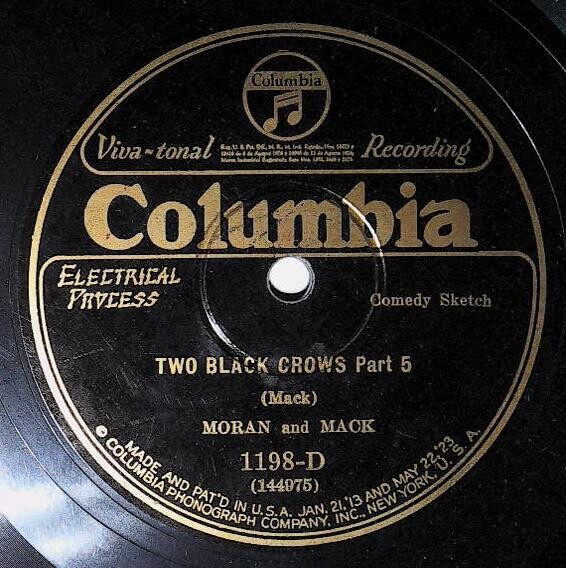 Columbia
Viva-tonal Recording
Columbia
ELECTRICAL
PROCESS
Comedy Sketch
TWO BLACK CROWS Part 5
(Mack)
MORAN and MACK
1198-D
(144975)
MADE AND PAT'D IN U.S.A. JAN. 21,'13 AND MAY 22,'23
COLUMBIA PHONOGRAPH COMPANY, INC., NEW YORK, U.S.A.